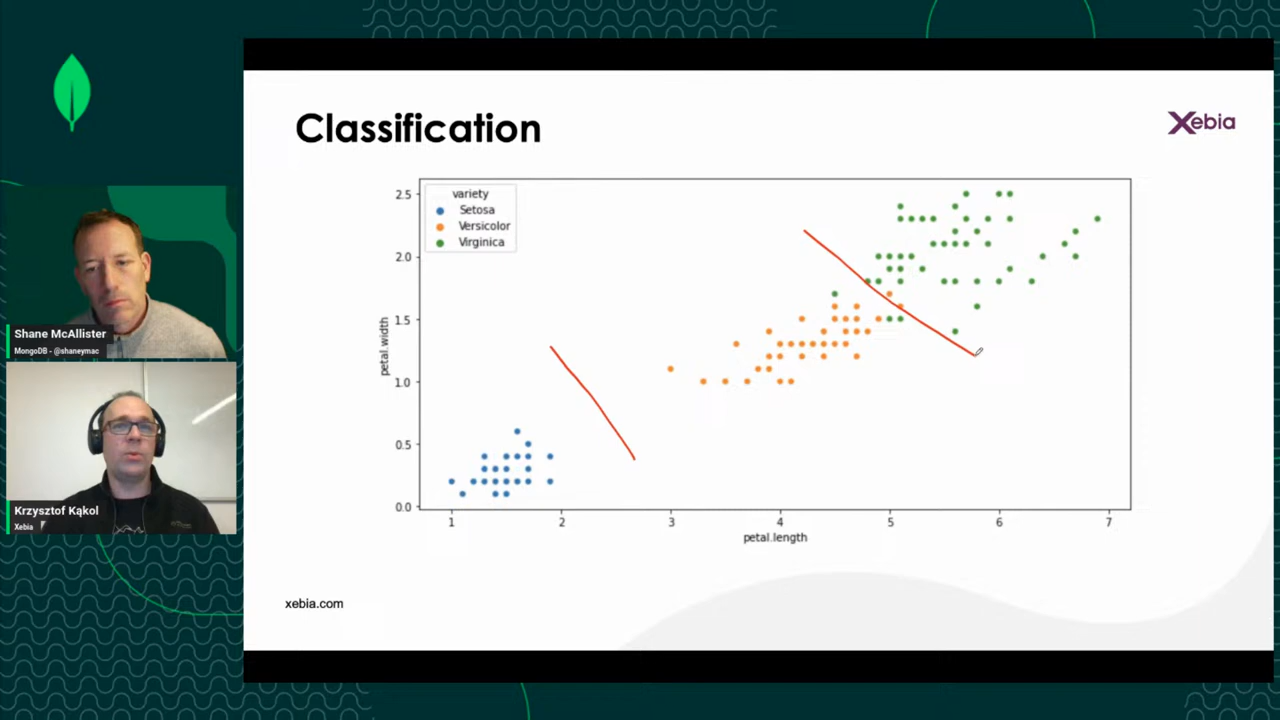 Classification
Xebia
variety
Setosa
Versicolor
Virginica
2.5
2.0
1.5
1.0
0.5
0.0
petal.width
1 2 3 4 5 6 7
petal.length
xebia.com
Shane McAllister
MongoDB - @shaneymac
Krzysztof Kąkol
Xebia